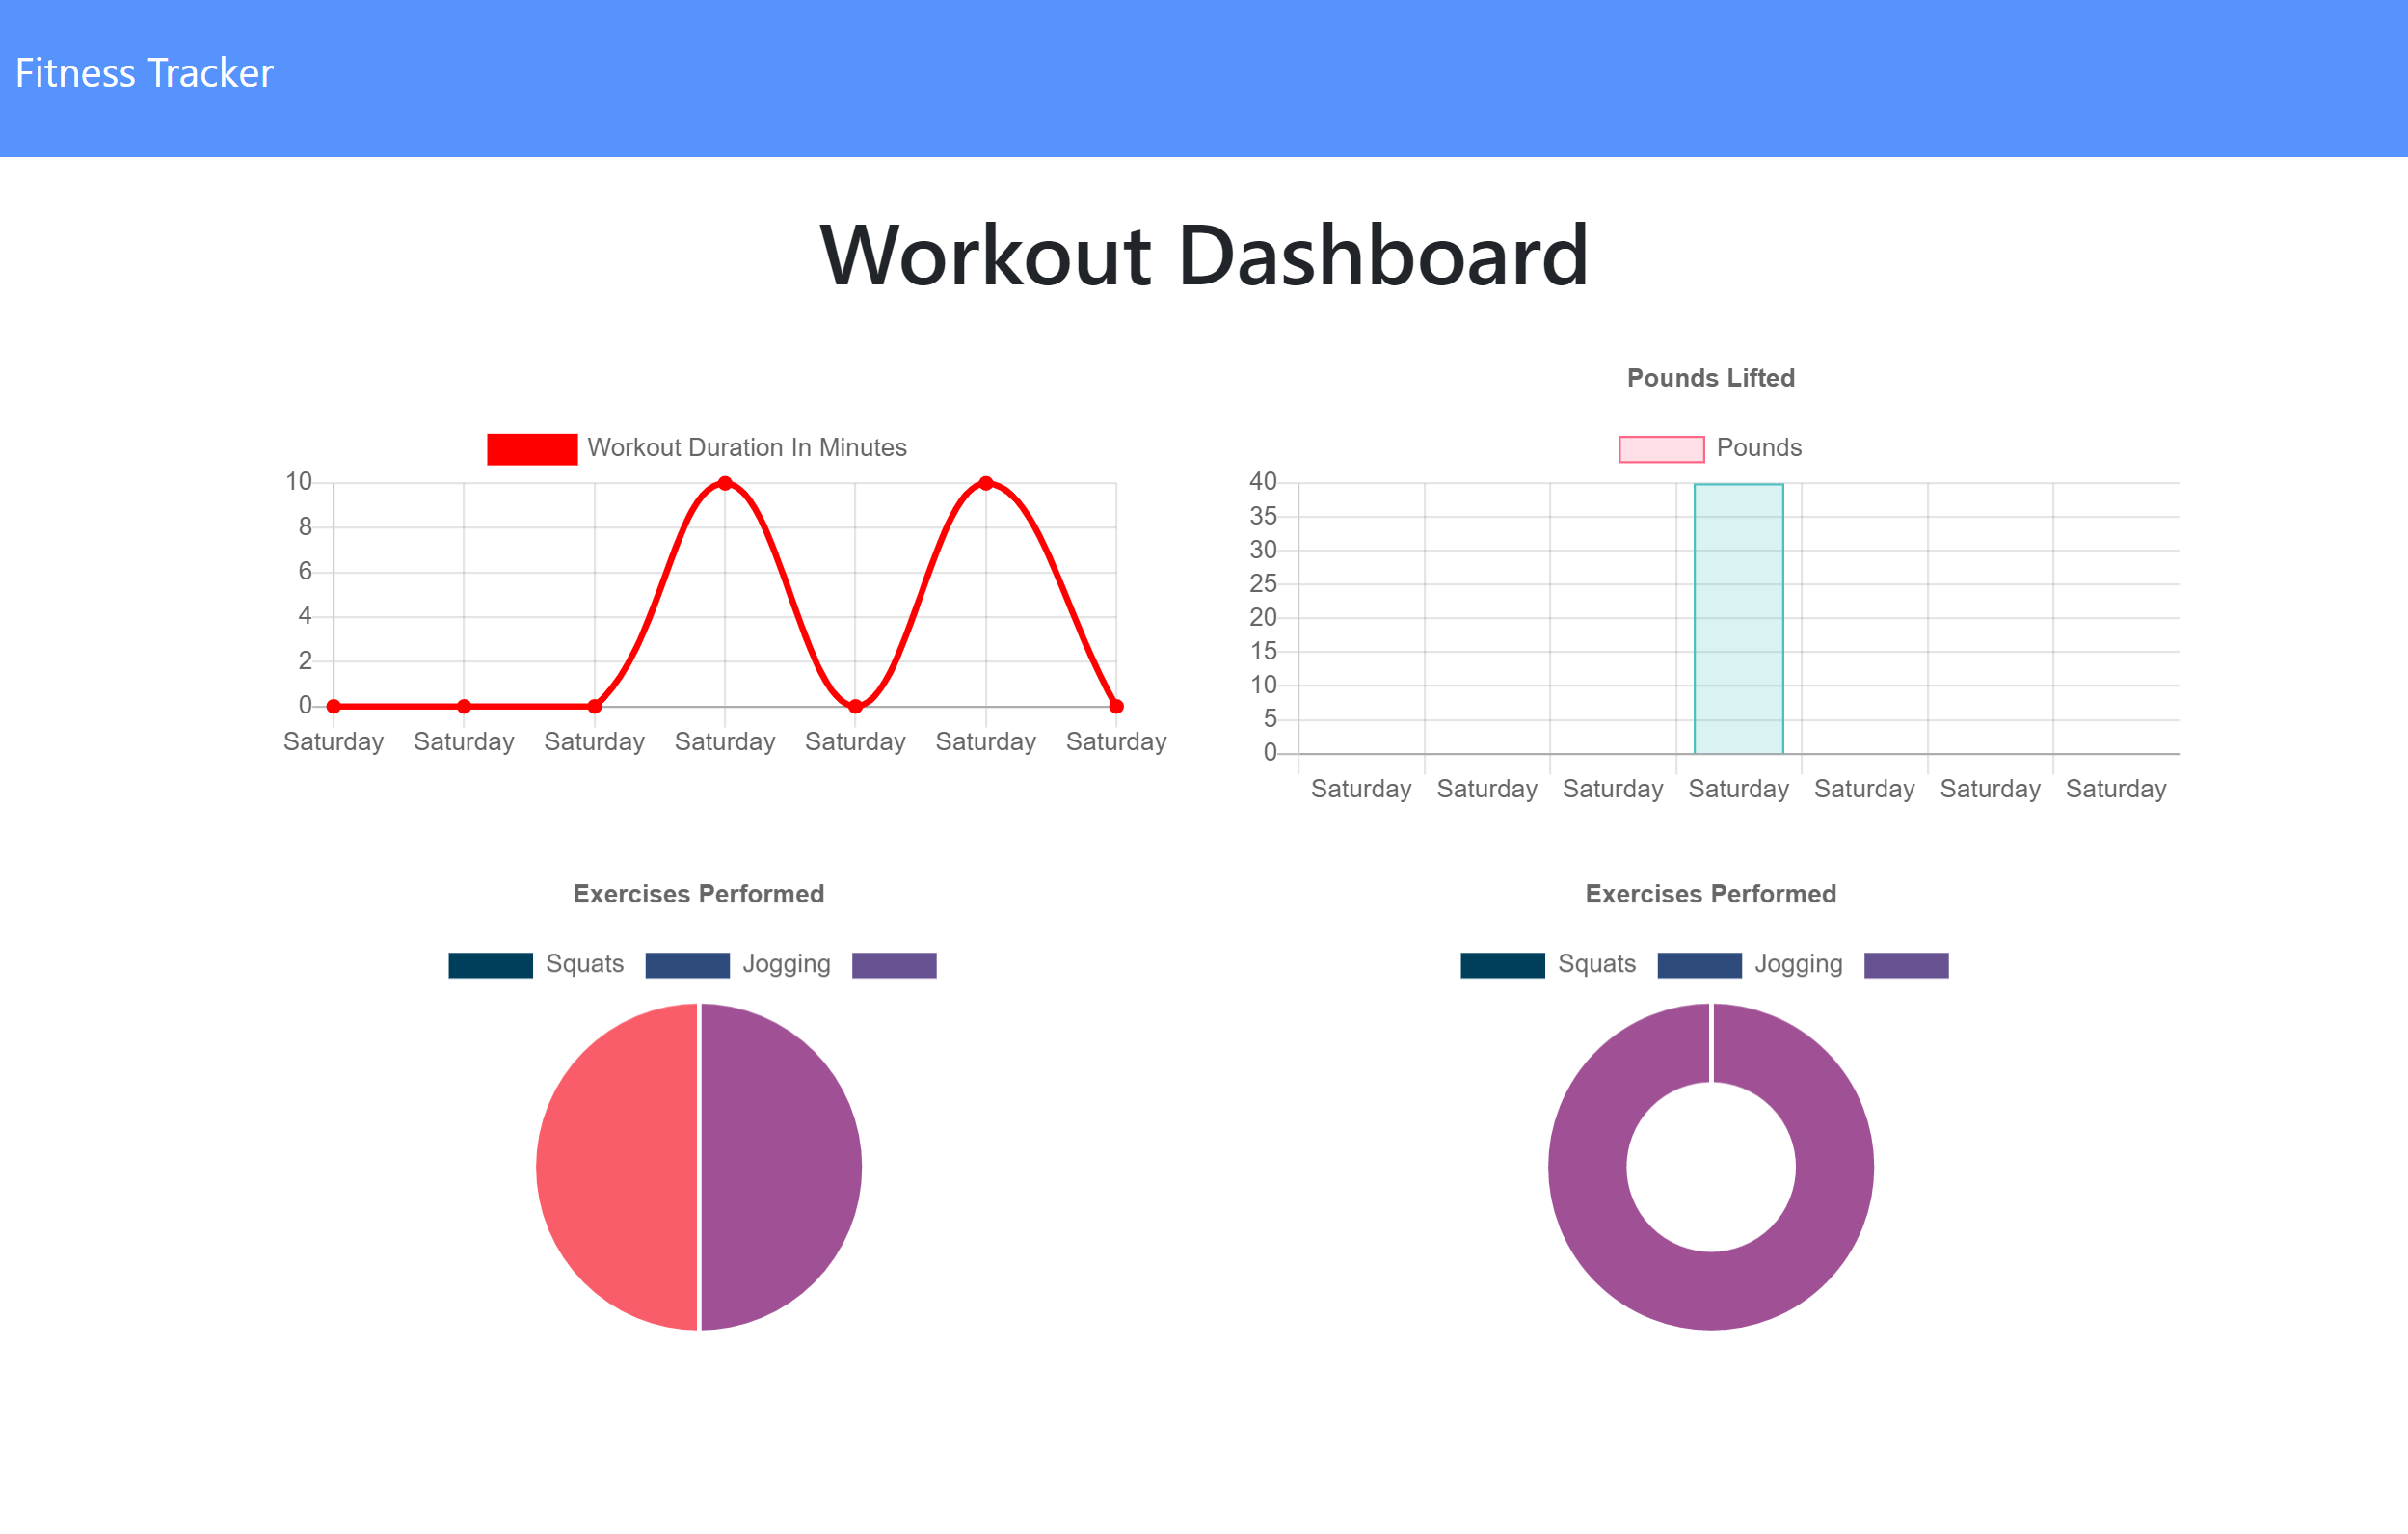 Fitness Tracker
Workout Dashboard
Workout Duration In Minutes
10
8
6
4
2
0
Saturday Saturday Saturday Saturday Saturday Saturday Saturday
Pounds Lifted
Pounds
40
35
30
25
20
15
10
5
0
Saturday Saturday Saturday Saturday Saturday Saturday Saturday
Exercises Performed
Squats Jogging
Exercises Performed
Squats Jogging